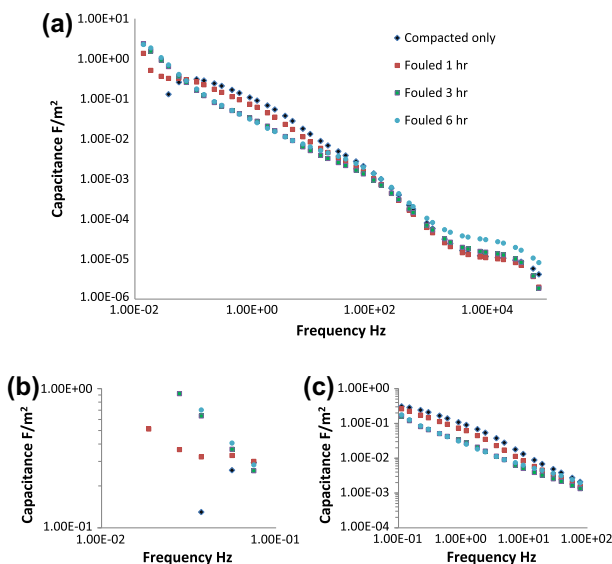 (a)
1.00E+01
1.00E+00
1.00E-01
1.00E-02
1.00E-03
1.00E-04
1.00E-05
1.00E-06
Capacitance F/m²
Compacted only
Fouled 1 hr
Fouled 3 hr
Fouled 6 hr
1.00E-02 1.00E+00 1.00E+02 1.00E+04
Frequency Hz
(b)
1.00E+00
1.00E-01
Capacitance F/m²
1.00E-02 1.00E-01
Frequency Hz
(c)
1.00E+00
1.00E-01
1.00E-02
1.00E-03
1.00E-04
Capacitance F/m²
1.00E-01 1.00E+00 1.00E+01 1.00E+02
Frequency Hz